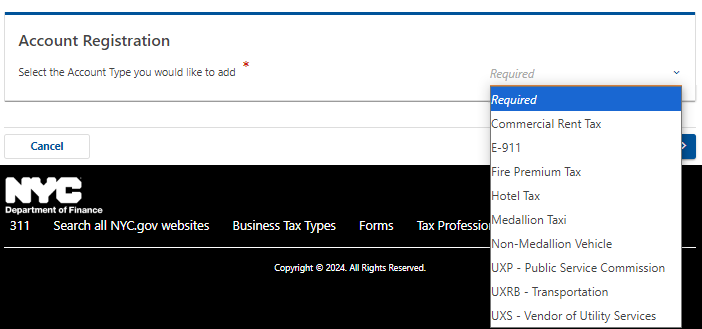 Account Registration
Select the Account Type you would like to add *
Required
Required
Commercial Rent Tax
E-911
Fire Premium Tax
Hotel Tax
Medallion Taxi
Non-Medallion Vehicle
UXP - Public Service Commission
UXRB - Transportation
UXS - Vendor of Utility Services
Cancel
NYC
Department of Finance
311 Search all NYC.gov websites Business Tax Types Forms Tax
Copyright © 2024. All Rights Reserved.